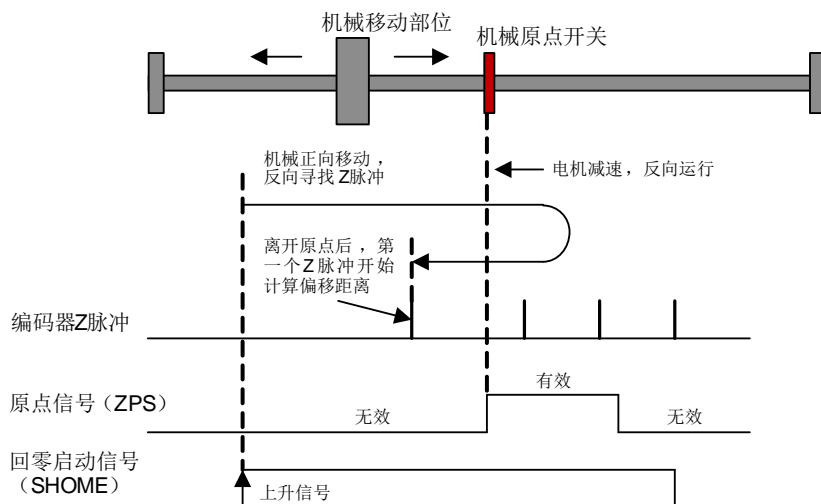 机械移动部位
机械原点开关
机械正向移动，
反向寻找Z脉冲
电机减速，反向运行
离开原点后，第
一个Z脉冲开始
计算偏移距离
编码器Z脉冲
有效
原点信号（ZPS）
无效
无效
回零启动信号
（SHOME）
上升信号